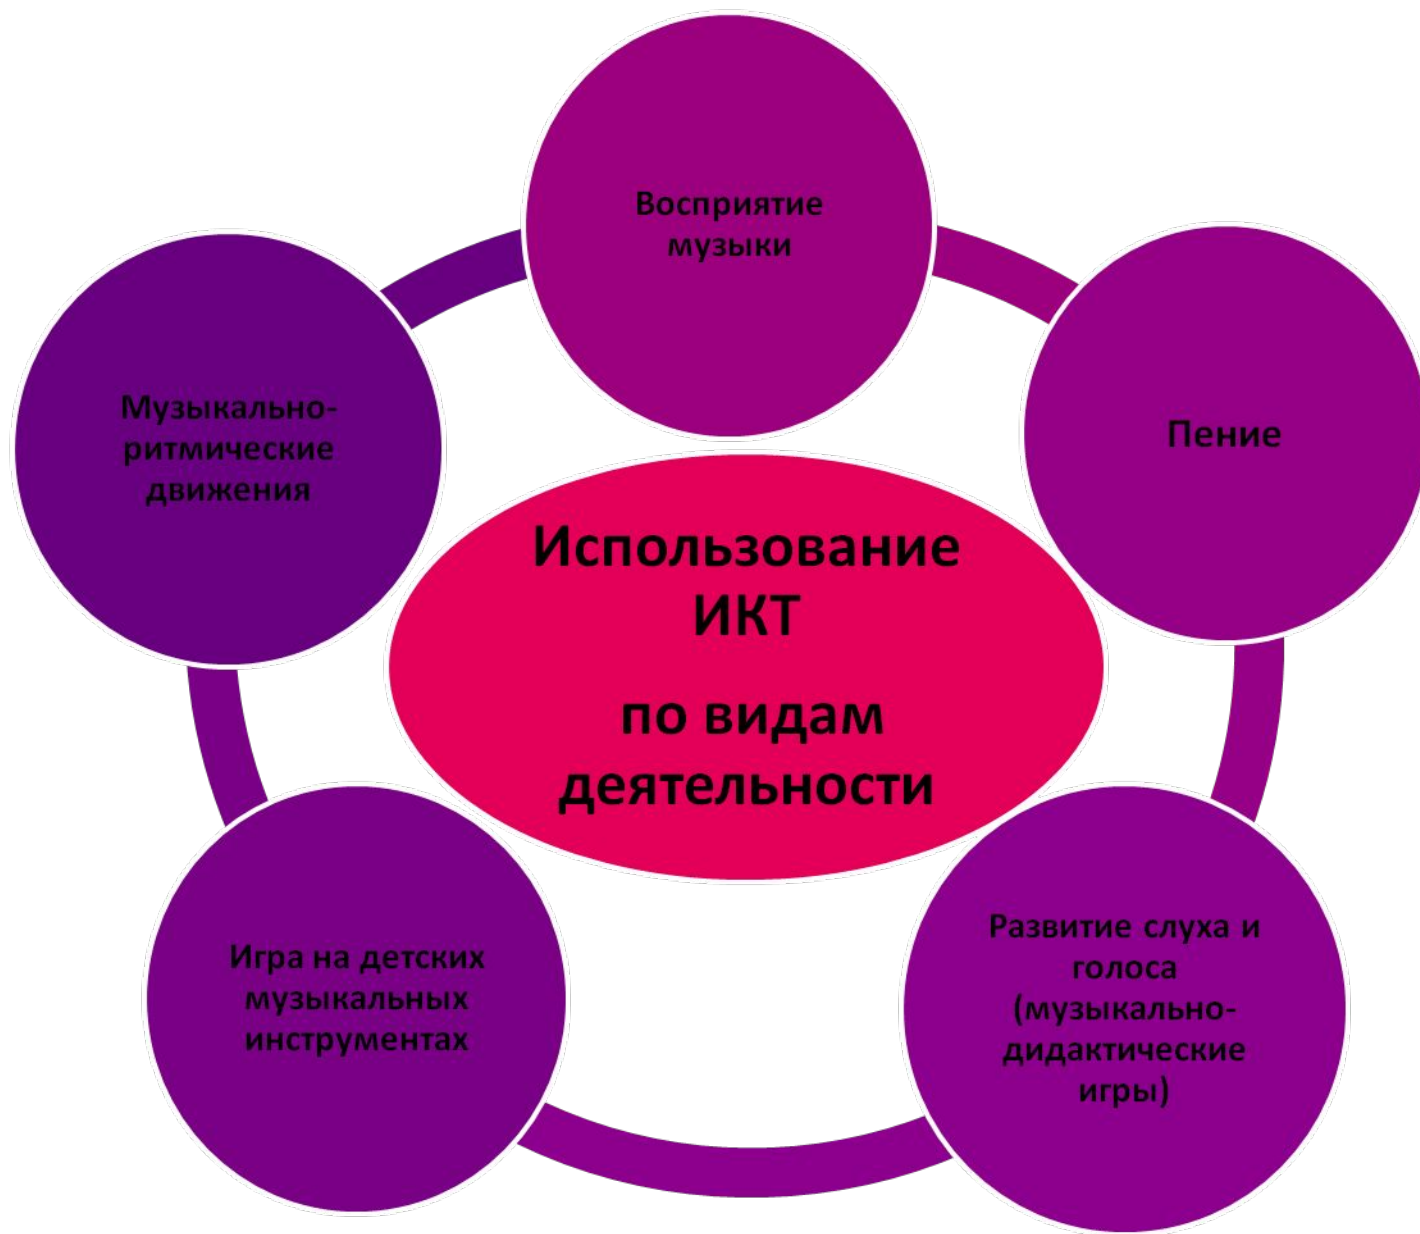 Восприятие
музыки
Пение
Развитие слуха и
голоса
(музыкально-
дидактические
игры)
Игра на детских
музыкальных
инструментах
Музыкально-
ритмические
движения
Использование
ИКТ
по видам
деятельности